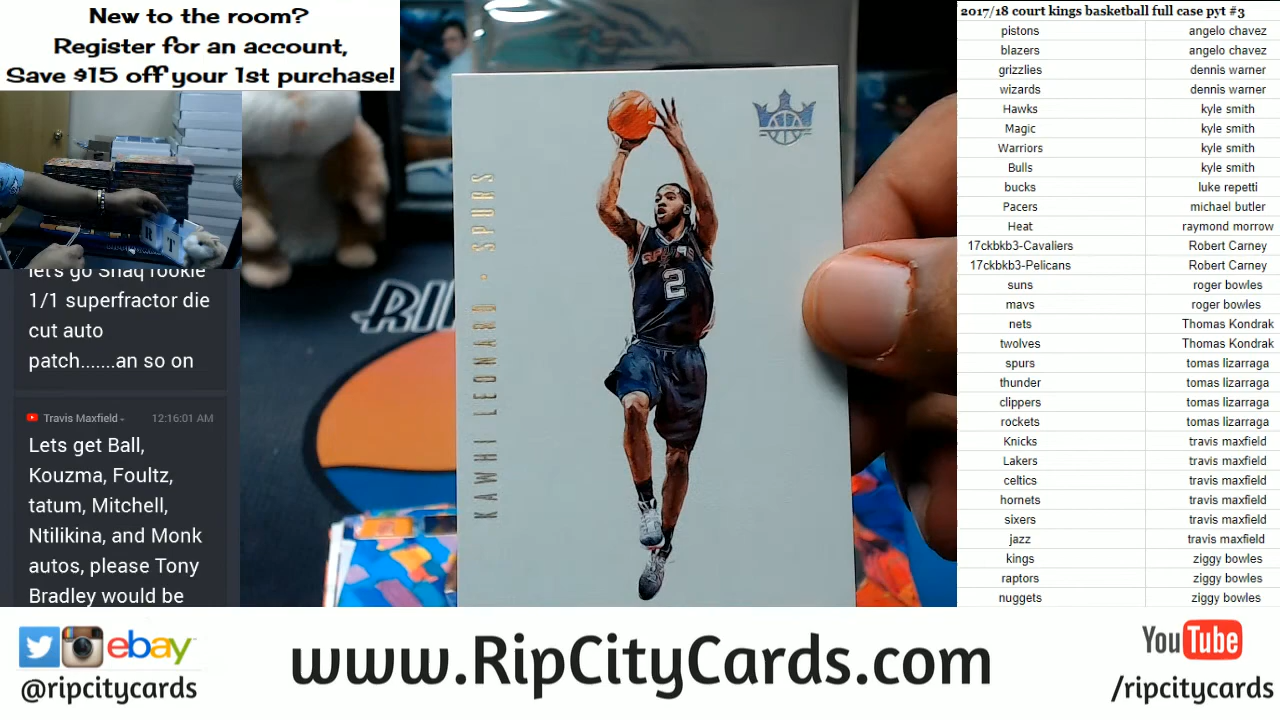 New to the room?
Register for an account,
Save $15 off your 1st purchase!
let's go Shaq rookie
1/1 superfractor die
cut auto
patch.......an so on
Travis Maxfield 12:16:01 AM
Lets get Ball,
Kouzma, Foultz,
tatum, Mitchell,
Ntilikina, and Monk
autos, please Tony
Bradley would be
KAWHI LEONARD · SPURS
SPURS
2
2017/18 court kings basketball full case pyt #3
pistons angelo chavez
blazers angelo chavez
grizzlies dennis warner
wizards dennis warner
Hawks kyle smith
Magic kyle smith
Warriors kyle smith
Bulls kyle smith
bucks luke repetti
Pacers michael butler
Heat raymond morrow
17ckbkb3-Cavaliers Robert Carney
17ckbkb3-Pelicans Robert Carney
suns roger bowles
mavs roger bowles
nets Thomas Kondrak
twolves Thomas Kondrak
spurs tomas lizarraga
thunder tomas lizarraga
clippers tomas lizarraga
rockets tomas lizarraga
Knicks travis maxfield
Lakers travis maxfield
celtics travis maxfield
hornets travis maxfield
sixers travis maxfield
jazz travis maxfield
kings ziggy bowles
raptors ziggy bowles
nuggets ziggy bowles
ebay
@ripcitycards
www.RipCityCards.com
YouTube
/ripcitycards